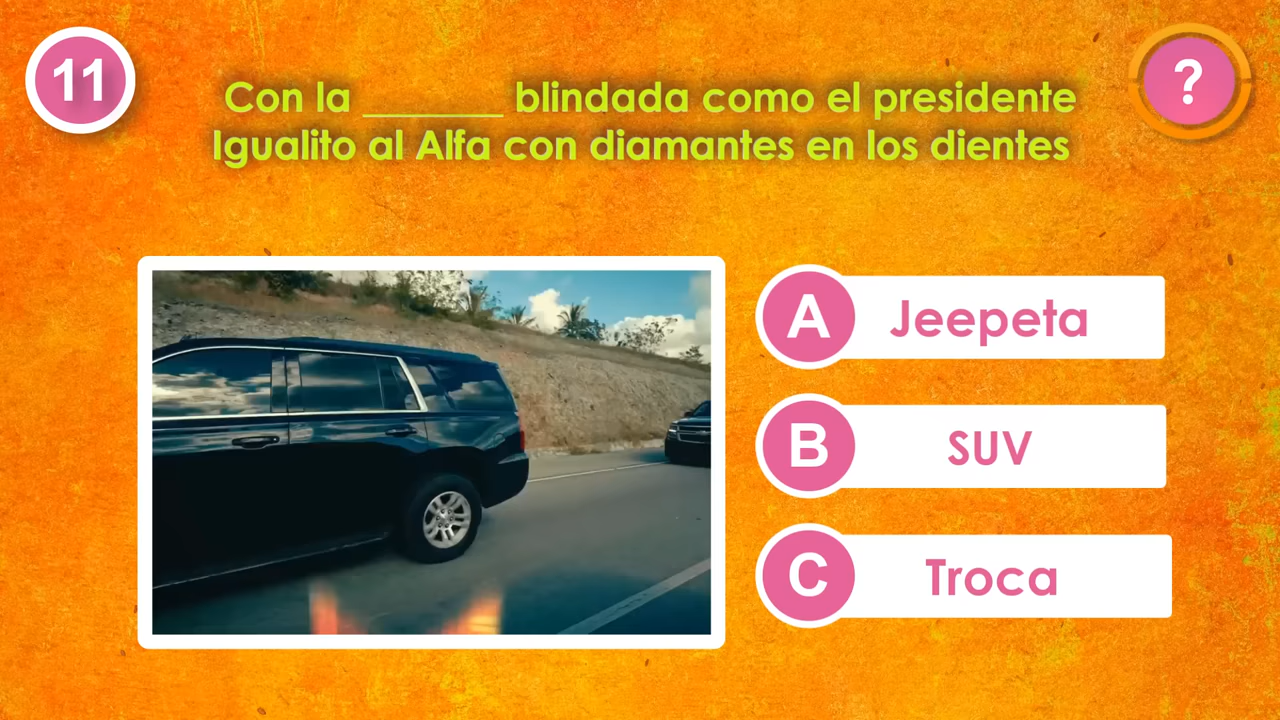 11
?
Con la _______ blindada como el presidente
Igualito al Alfa con diamantes en los dientes
A Jeepeta
B SUV
C Troca